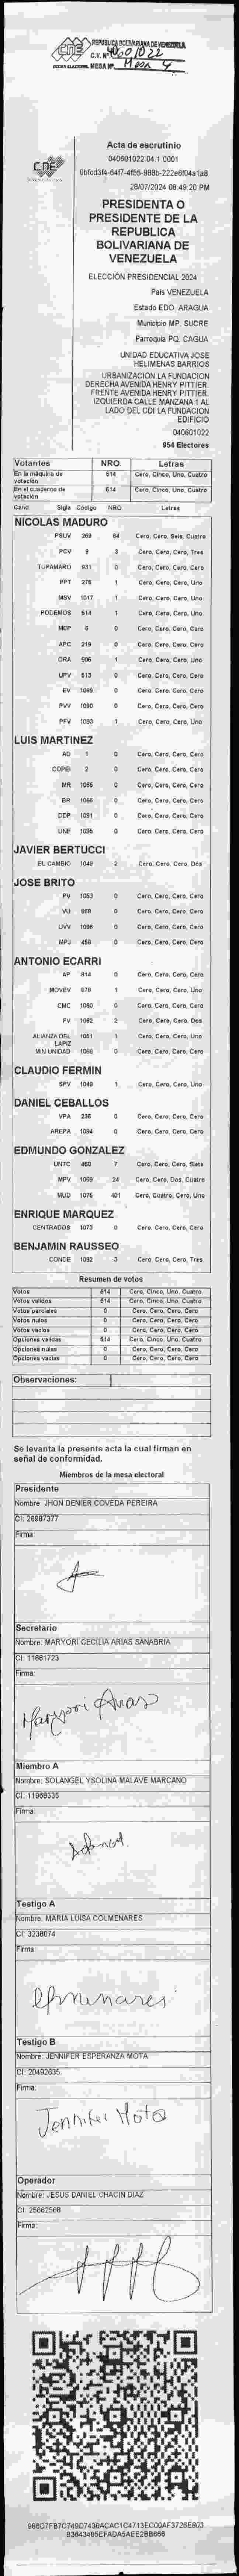 REPUBLICA BOLIVARIANA DE VENEZUELA
CNE
C.V. Nº
PODER ELECTORAL MESA Nº Mesa 4
Acta de escrutinio
040601022.04.1.0001
28/07/2024 08:49:20 PM
CNE
PRESIDENTA O
PRESIDENTE DE LA
REPUBLICA
BOLIVARIANA DE
VENEZUELA
ELECCIÓN PRESIDENCIAL 2024
Pais VENEZUELA
Estado EDO. ARAGUA
Municipio MP. SUCRE
Parroquia PQ. CAGUA
UNIDAD EDUCATIVA JOSE
HELIMENAS BARRIOS
URBANIZACION LA FUNDACION
DERECHA AVENIDA HENRY PITTIER.
FRENTE AVENIDA HENRY PITTIER.
IZQUIERDA CALLE MANZANA 1 AL
LADO DEL CDI LA FUNDACION
EDIFICIO
040601022
954 Electores
Votantes NRO. Letras
En la máquina de votación 514 Cero, Cinco, Uno, Cuatro
En el cuaderno de votación 514 Cero, Cinco, Uno, Cuatro
Cand Sigla Código NRO. Letras
NICOLAS MADURO
PSUV 269 64 Cero, Cero, Seis, Cuatro
PCV 9 3 Cero, Cero, Cero, Tres
TUPAMARO 931 0 Cero, Cero, Cero, Cero
PPT 276 1 Cero, Cero, Cero, Uno
MSV 1017 1 Cero, Cero, Cero, Uno
PODEMOS 514 1 Cero, Cero, Cero, Uno
MEP 6 0 Cero, Cero, Cero, Cero
APC 219 0 Cero, Cero, Cero, Cero
ORA 906 1 Cero, Cero, Cero, Uno
UPV 513 0 Cero, Cero, Cero, Cero
EV 1089 0 Cero, Cero, Cero, Cero
PVV 1090 0 Cero, Cero, Cero, Cero
PFV 1093 1 Cero, Cero, Cero, Uno
LUIS MARTINEZ
AD 1 0 Cero, Cero, Cero, Cero
COPEI 2 0 Cero, Cero, Cero, Cero
MR 1065 0 Cero, Cero, Cero, Cero
BR 1066 0 Cero, Cero, Cero, Cero
DDP 1091 0 Cero, Cero, Cero, Cero
UNE 1095 0 Cero, Cero, Cero, Cero
JAVIER BERTUCCI
EL CAMBIO 1048 2 Cero, Cero, Cero, Dos
JOSE BRITO
PV 1053 0 Cero, Cero, Cero, Cero
VU 968 0 Cero, Cero, Cero, Cero
UVV 1096 0 Cero, Cero, Cero, Cero
MPJ 458 0 Cero, Cero, Cero, Cero
ANTONIO ECARRI
AP 814 0 Cero, Cero, Cero, Cero
MOVEV 878 1 Cero, Cero, Cero, Uno
CMC 1050 0 Cero, Cero, Cero, Cero
FV 1062 2 Cero, Cero, Cero, Dos
ALIANZA DEL LAPIZ 1051 1 Cero, Cero, Cero, Uno
MIN UNIDAD 1068 0 Cero, Cero, Cero, Cero
CLAUDIO FERMIN
SPV 1049 1 Cero, Cero, Cero, Uno
DANIEL CEBALLOS
VPA 236 0 Cero, Cero, Cero, Cero
AREPA 1094 0 Cero, Cero, Cero, Cero
EDMUNDO GONZALEZ
UNTC 460 7 Cero, Cero, Cero, Siete
MPV 1069 24 Cero, Cero, Dos, Cuatro
MUD 1075 401 Cero, Cuatro, Cero, Uno
ENRIQUE MARQUEZ
CENTRADOS 1073 0 Cero, Cero, Cero, Cero
BENJAMIN RAUSSEO
CONDE 1092 3 Cero, Cero, Cero, Tres
Resumen de votos
Votos 514 Cero, Cinco, Uno, Cuatro
Votos validos 514 Cero, Cinco, Uno, Cuatro
Votos parciales 0 Cero, Cero, Cero, Cero
Votos nulos 0 Cero, Cero, Cero, Cero
Votos vacios 0 Cero, Cero, Cero, Cero
Opciones validas 514 Cero, Cinco, Uno, Cuatro
Opciones nulas 0 Cero, Cero, Cero, Cero
Opciones vacias 0 Cero, Cero, Cero, Cero
Observaciones:
Se levanta la presente acta la cual firman en
señal de conformidad.
Miembros de la mesa electoral
Presidente
Nombre: JHON DENIER COVEDA PEREIRA
CI: 26987377
Firma:
Secretario
Nombre: MARYORI CECILIA ARIAS SANABRIA
CI: 11681723
Firma:
Maryori Arias
Miembro A
Nombre: SOLANGEL YSOLINA MALAVE MARCANO
CI: 11968335
Firma:
Testigo A
Nombre: MARIA LUISA COLMENARES
CI: 3238074
Firma:
Testigo B
Nombre: JENNIFER ESPERANZA MOTA
CI: 20492635
Firma:
Jennifer Mota
Operador
Nombre: JESUS DANIEL CHACIN DIAZ
CI: 25662568
Firma: